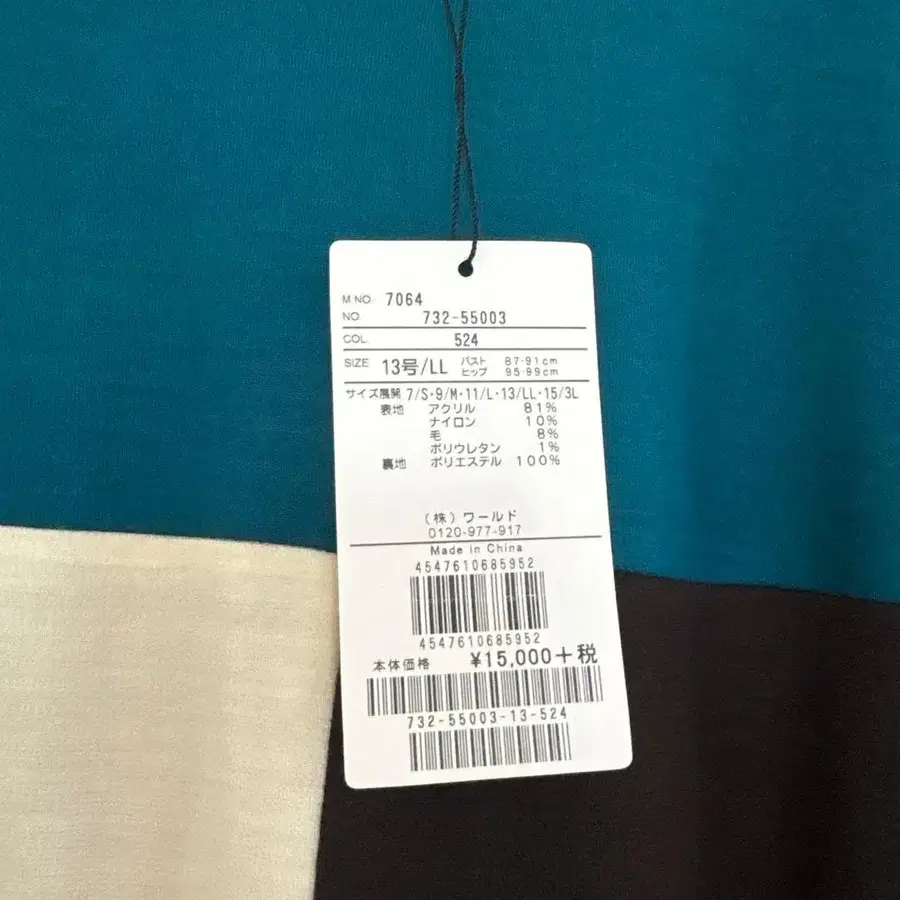 M NO. 7064
NO. 732-55003
COL. 524
SIZE 13号/LL バスト 87-91cm
ヒップ 95-99cm
サイズ展開 7/S・9/M・11/L・13/LL・15/3L
表地 アクリル 81%
ナイロン 10%
毛 8%
ポリウレタン 1%
裏地 ポリエステル 100%
(株)ワールド
0120-977-917
Made in China
4547610685952
4547610685952
本体価格 ¥15,000+税
732-55003-13-524